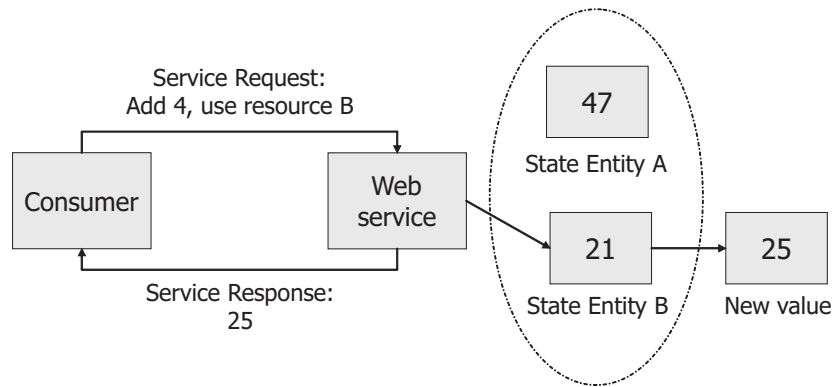 Service Request:
Add 4, use resource B
Consumer
Web
service
Service Response:
25
47
State Entity A
21
State Entity B
25
New value